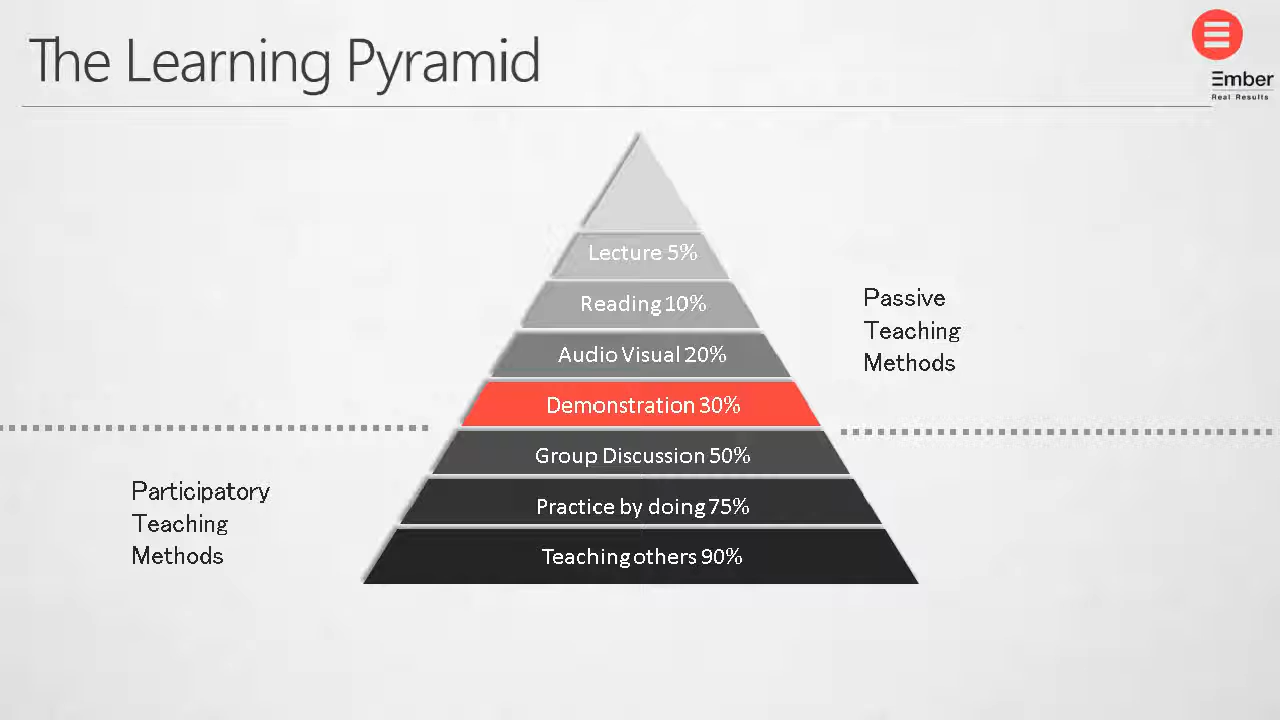 The Learning Pyramid
Ember
Real Results
Lecture 5%
Reading 10%
Audio Visual 20%
Demonstration 30%
Group Discussion 50%
Practice by doing 75%
Teaching others 90%
Passive
Teaching
Methods
Participatory
Teaching
Methods